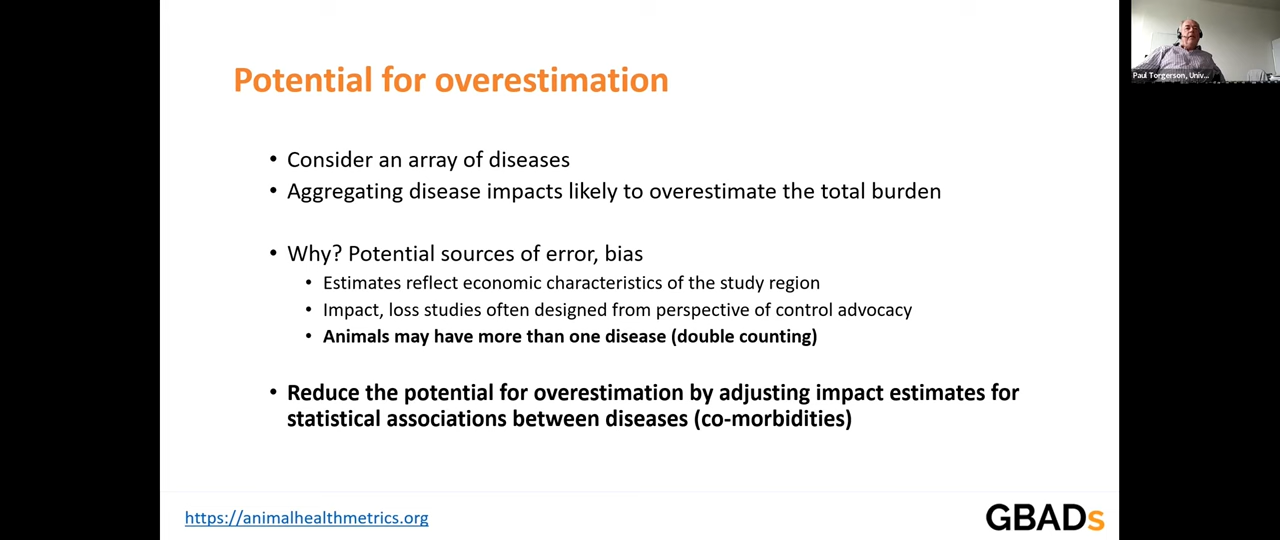 Potential for overestimation
• Consider an array of diseases
• Aggregating disease impacts likely to overestimate the total burden
• Why? Potential sources of error, bias
• Estimates reflect economic characteristics of the study region
• Impact, loss studies often designed from perspective of control advocacy
• Animals may have more than one disease (double counting)
• Reduce the potential for overestimation by adjusting impact estimates for
statistical associations between diseases (co-morbidities)
https://animalhealthmetrics.org
GBADs
Paul Torgerson, Univ...